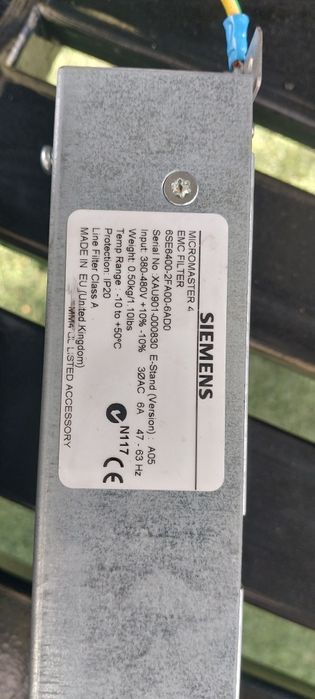 SIEMENS
MICROMASTER 4
EMC FILTER
6SE6400-2FA00-6AD0
Serial No: XAU901-000830 E-Stand (Version) : A05
Input: 380-480V +10% -10% 3ØAC 6A 47 - 63 Hz
Weight: 0.50kg/1.10lbs
Temp Range : -10 to +50°C
Protection: IP20
Line Filter Class A
MADE IN EU (United Kingdom)
LISTED ACCESSORY
N117 CE